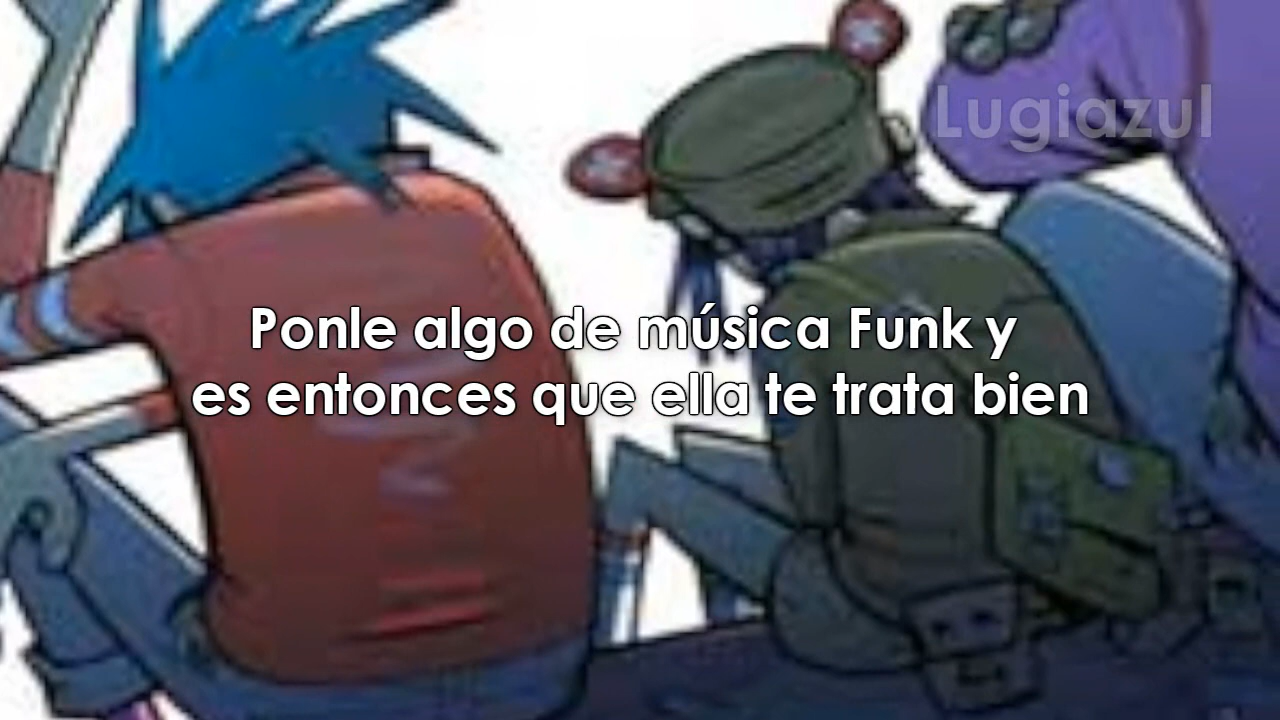 Lugiazul
Ponle algo de música Funk y
es entonces que ella te trata bien